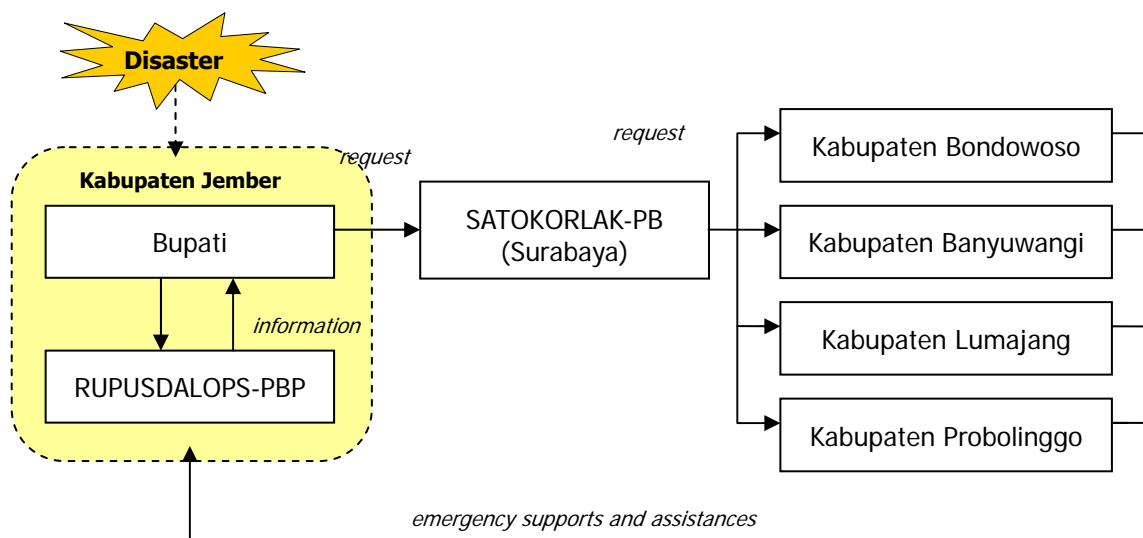 Disaster
request
request
Kabupaten Jember
Bupati
information
RUPUSDALOPS-PBP
SATOKORLAK-PB
(Surabaya)
Kabupaten Bondowoso
Kabupaten Banyuwangi
Kabupaten Lumajang
Kabupaten Probolinggo
emergency supports and assistances